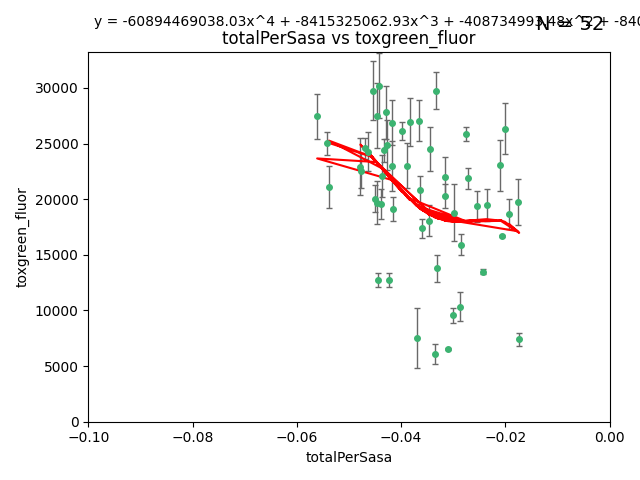 y = -60894469038.03x^4 + -8415325062.93x^3 + -408734993.48x^2 + -840
N = 52
totalPerSasa vs toxgreen_fluor
30000
25000
20000
15000
10000
5000
0
toxgreen_fluor
−0.10 −0.08 −0.06 −0.04 −0.02 0.00
totalPerSasa